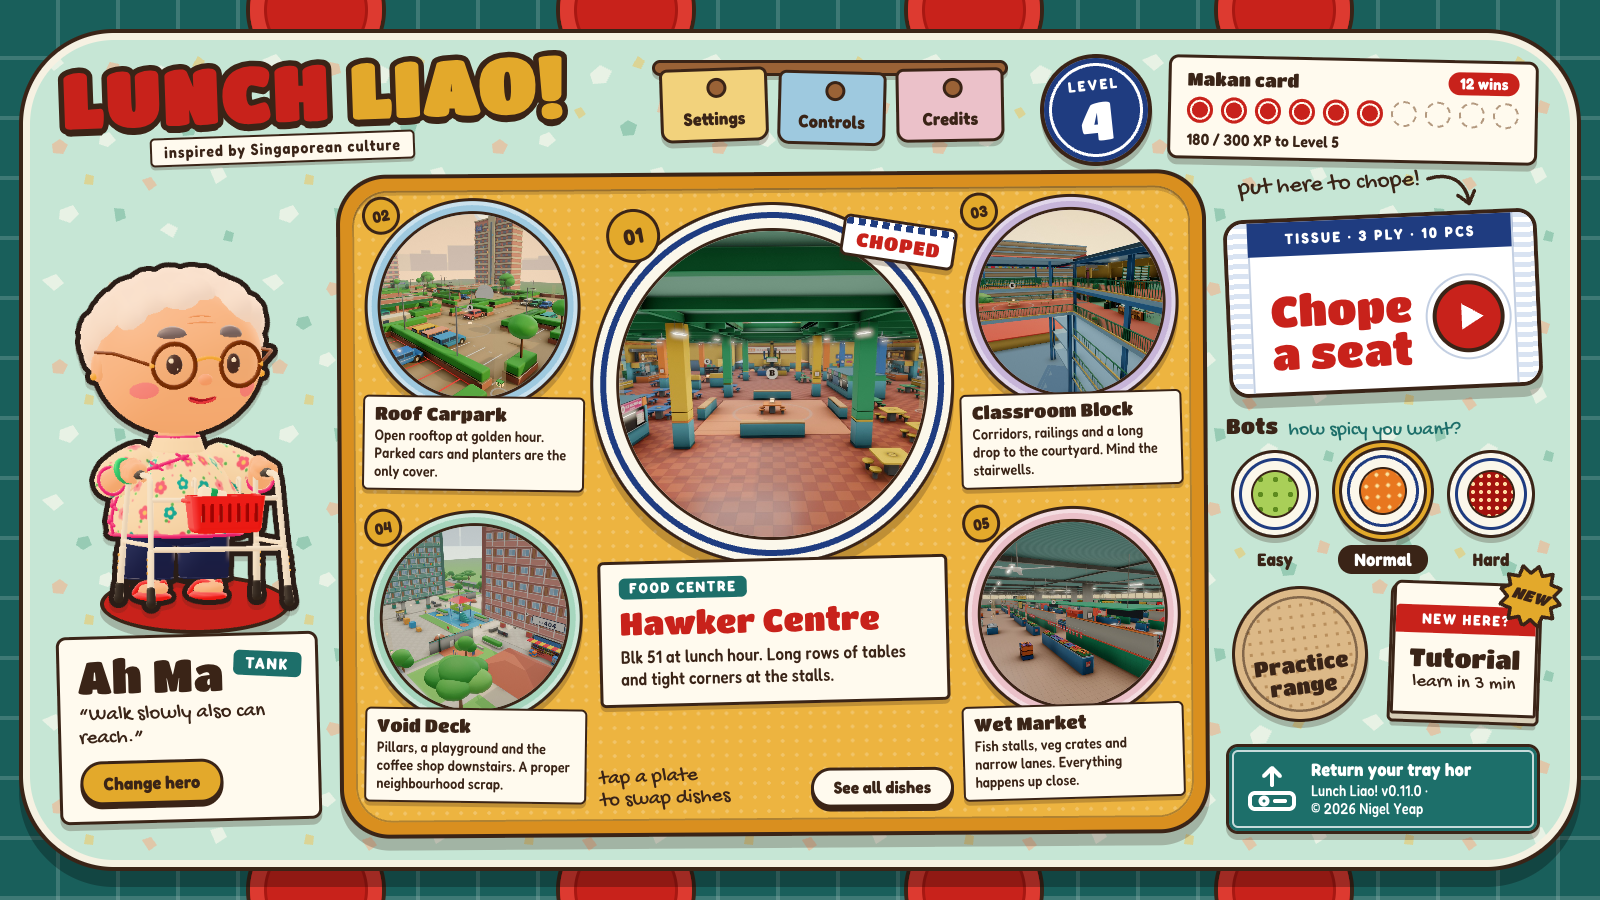 LUNCH LIAO!
inspired by Singaporean culture
Settings
Controls
Credits
LEVEL
4
Makan card
12 wins
180 / 300 XP to Level 5
put here to chope!
TISSUE · 3 PLY · 10 PCS
Chope
a seat
Bots
how spicy you want?
Easy
Normal
Hard
Practice
range
NEW
NEW HERE?
Tutorial
learn in 3 min
Return your tray hor
Lunch Liao! v0.11.0 ·
© 2026 Nigel Yeap
02
Roof Carpark
Open rooftop at golden hour.
Parked cars and planters are the
only cover.
01
CHOPED
B
FOOD CENTRE
Hawker Centre
Blk 51 at lunch hour. Long rows of tables
and tight corners at the stalls.
03
Classroom Block
Corridors, railings and a long
drop to the courtyard. Mind the
stairwells.
04
404
Void Deck
Pillars, a playground and the
coffee shop downstairs. A proper
neighbourhood scrap.
05
Wet Market
Fish stalls, veg crates and
narrow lanes. Everything
happens up close.
tap a plate
to swap dishes
See all dishes
Ah Ma
TANK
“Walk slowly also can
reach.”
Change hero